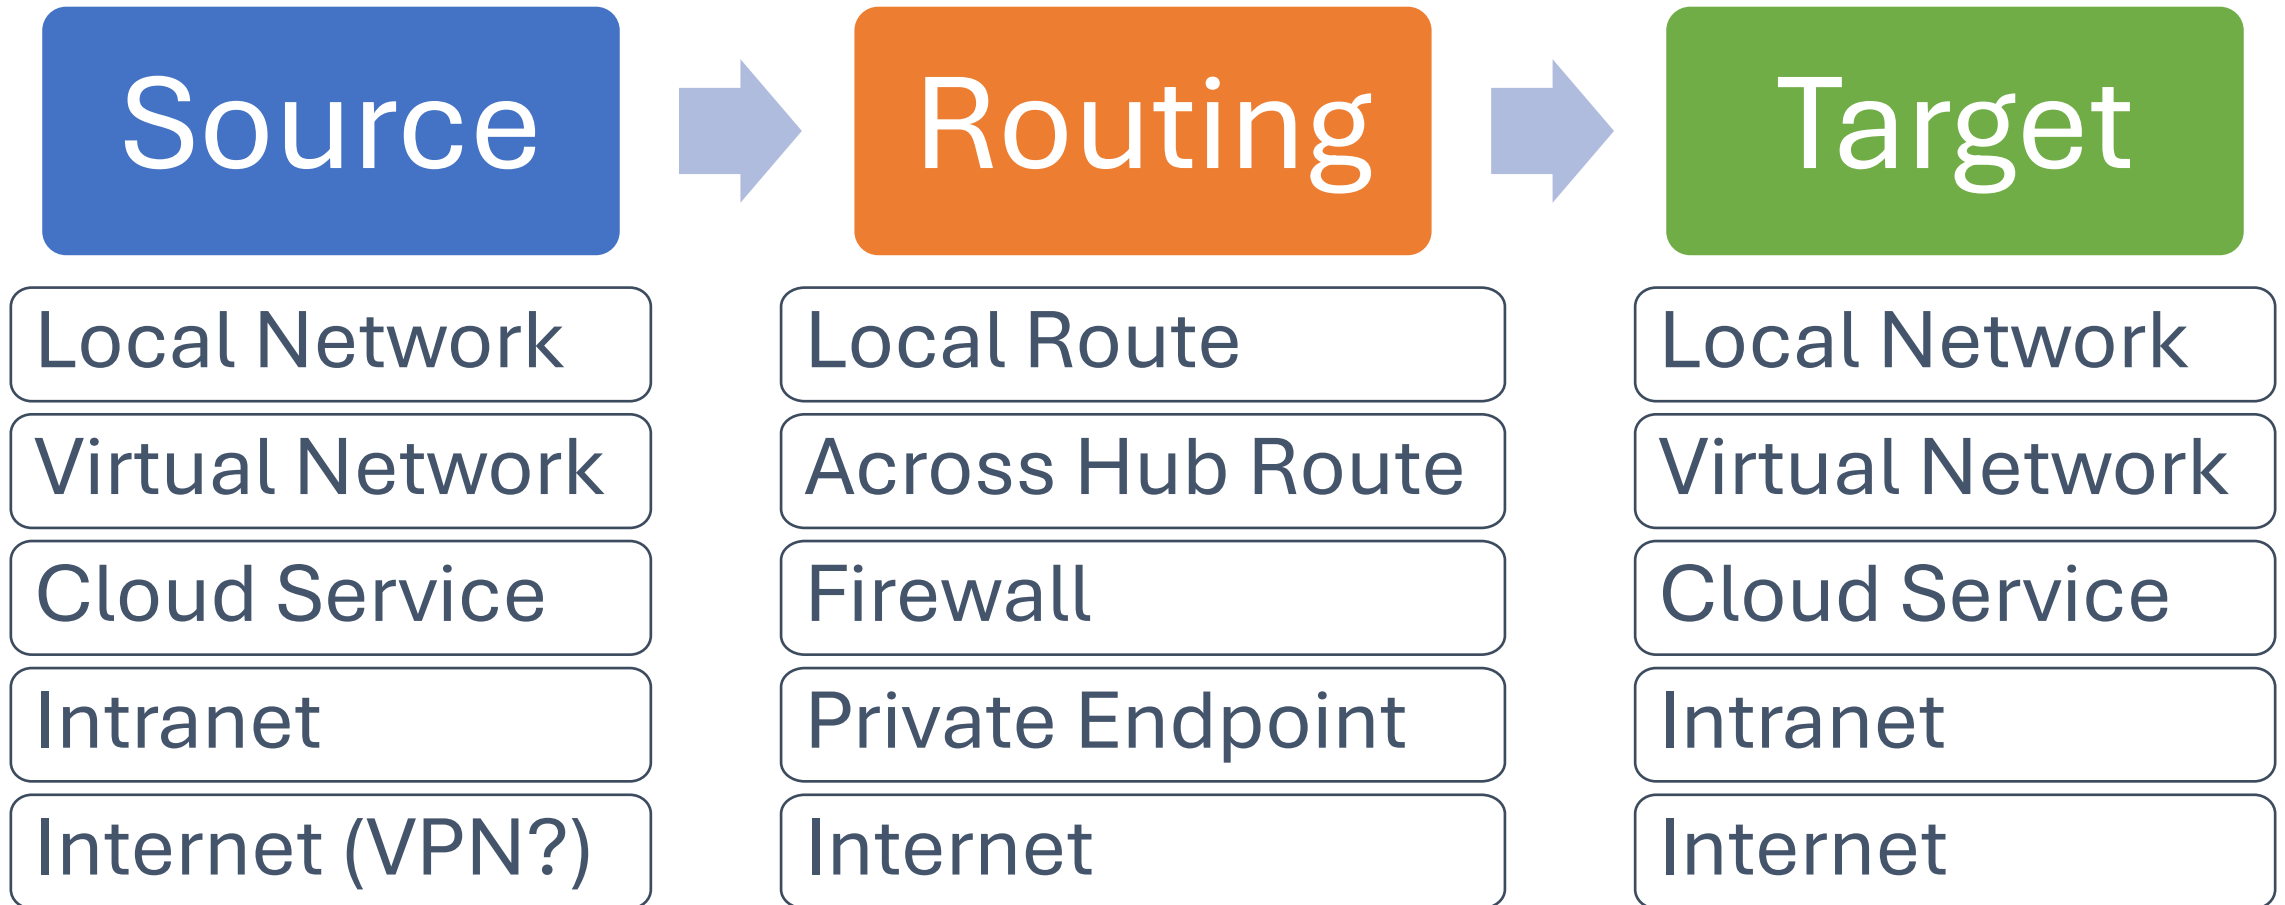 Source
Routing
Target
Local Network
Virtual Network
Cloud Service
Intranet
Internet (VPN?)
Local Route
Across Hub Route
Firewall
Private Endpoint
Internet
Local Network
Virtual Network
Cloud Service
Intranet
Internet